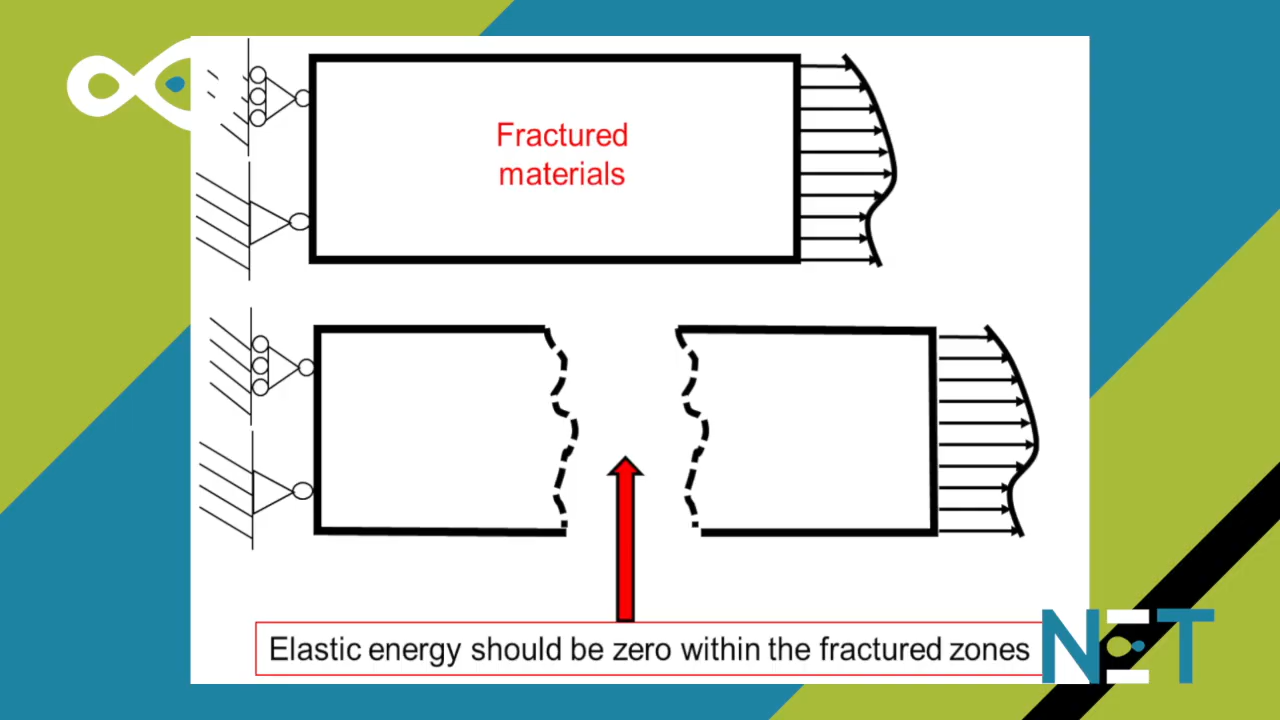 Fractured
materials
Elastic energy should be zero within the fractured zones
NET